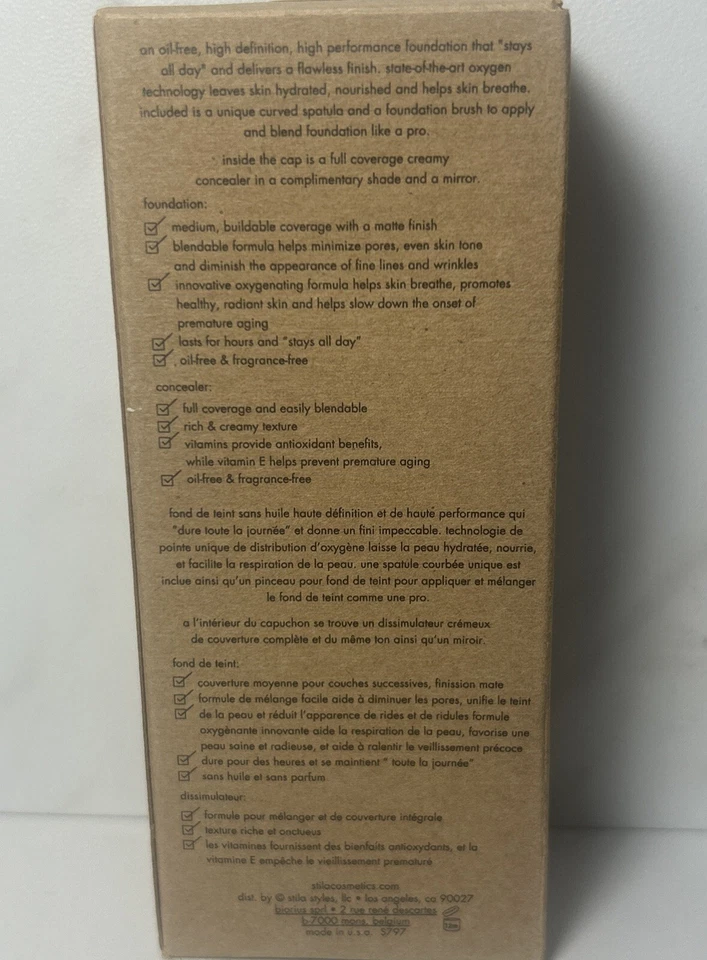 an oil-free, high definition, high performance foundation that "stays
all day" and delivers a flawless finish. state-of-the-art oxygen
technology leaves skin hydrated, nourished and helps skin breathe.
included is a unique curved spatula and a foundation brush to apply
and blend foundation like a pro.
inside the cap is a full coverage creamy
concealer in a complimentary shade and a mirror.
foundation:
medium, buildable coverage with a matte finish
blendable formula helps minimize pores, even skin tone
and diminish the appearance of fine lines and wrinkles
innovative oxygenating formula helps skin breathe, promotes
healthy, radiant skin and helps slow down the onset of
premature aging
lasts for hours and "stays all day"
oil-free & fragrance-free
concealer:
full coverage and easily blendable
rich & creamy texture
vitamins provide antioxidant benefits,
while vitamin E helps prevent premature aging
oil-free & fragrance-free
fond de teint sans huile haute définition et de haute performance qui
"dure toute la journée" et donne un fini impeccable. technologie de
pointe unique de distribution d'oxygène laisse la peau hydratée, nourrie,
et facilite la respiration de la peau. une spatule courbée unique est
inclue ainsi qu'un pinceau pour fond de teint pour appliquer et mélanger
le fond de teint comme une pro.
a l'intérieur du capuchon se trouve un dissimulateur crémeux
de couverture complète et du même ton ainsi qu'un miroir.
fond de teint:
couverture moyenne pour couches successives, finission mate
formule de mélange facile aide à diminuer les pores, unifie le teint
de la peau et réduit l'apparence de rides et de ridules formule
oxygènante innovante aide la respiration de la peau, favorise une
peau saine et radieuse, et aide à ralentir le veillissement précoce
dure pour des heures et se maintient " toute la journée"
sans huile et sans parfum
dissimulateur:
formule pour mélanger et de couverture intégrale
texture riche et onctueus
les vitamines fournissent des bienfaits antioxydants, et la
vitamine E empêche le vieillissement prematuré
stilacosmetics.com
dist. by © stila styles, llc • los angeles, ca 90027
biorius sprl • 2 rue rené descartes
b-7000 mons, belgium
made in u.s.a. S797